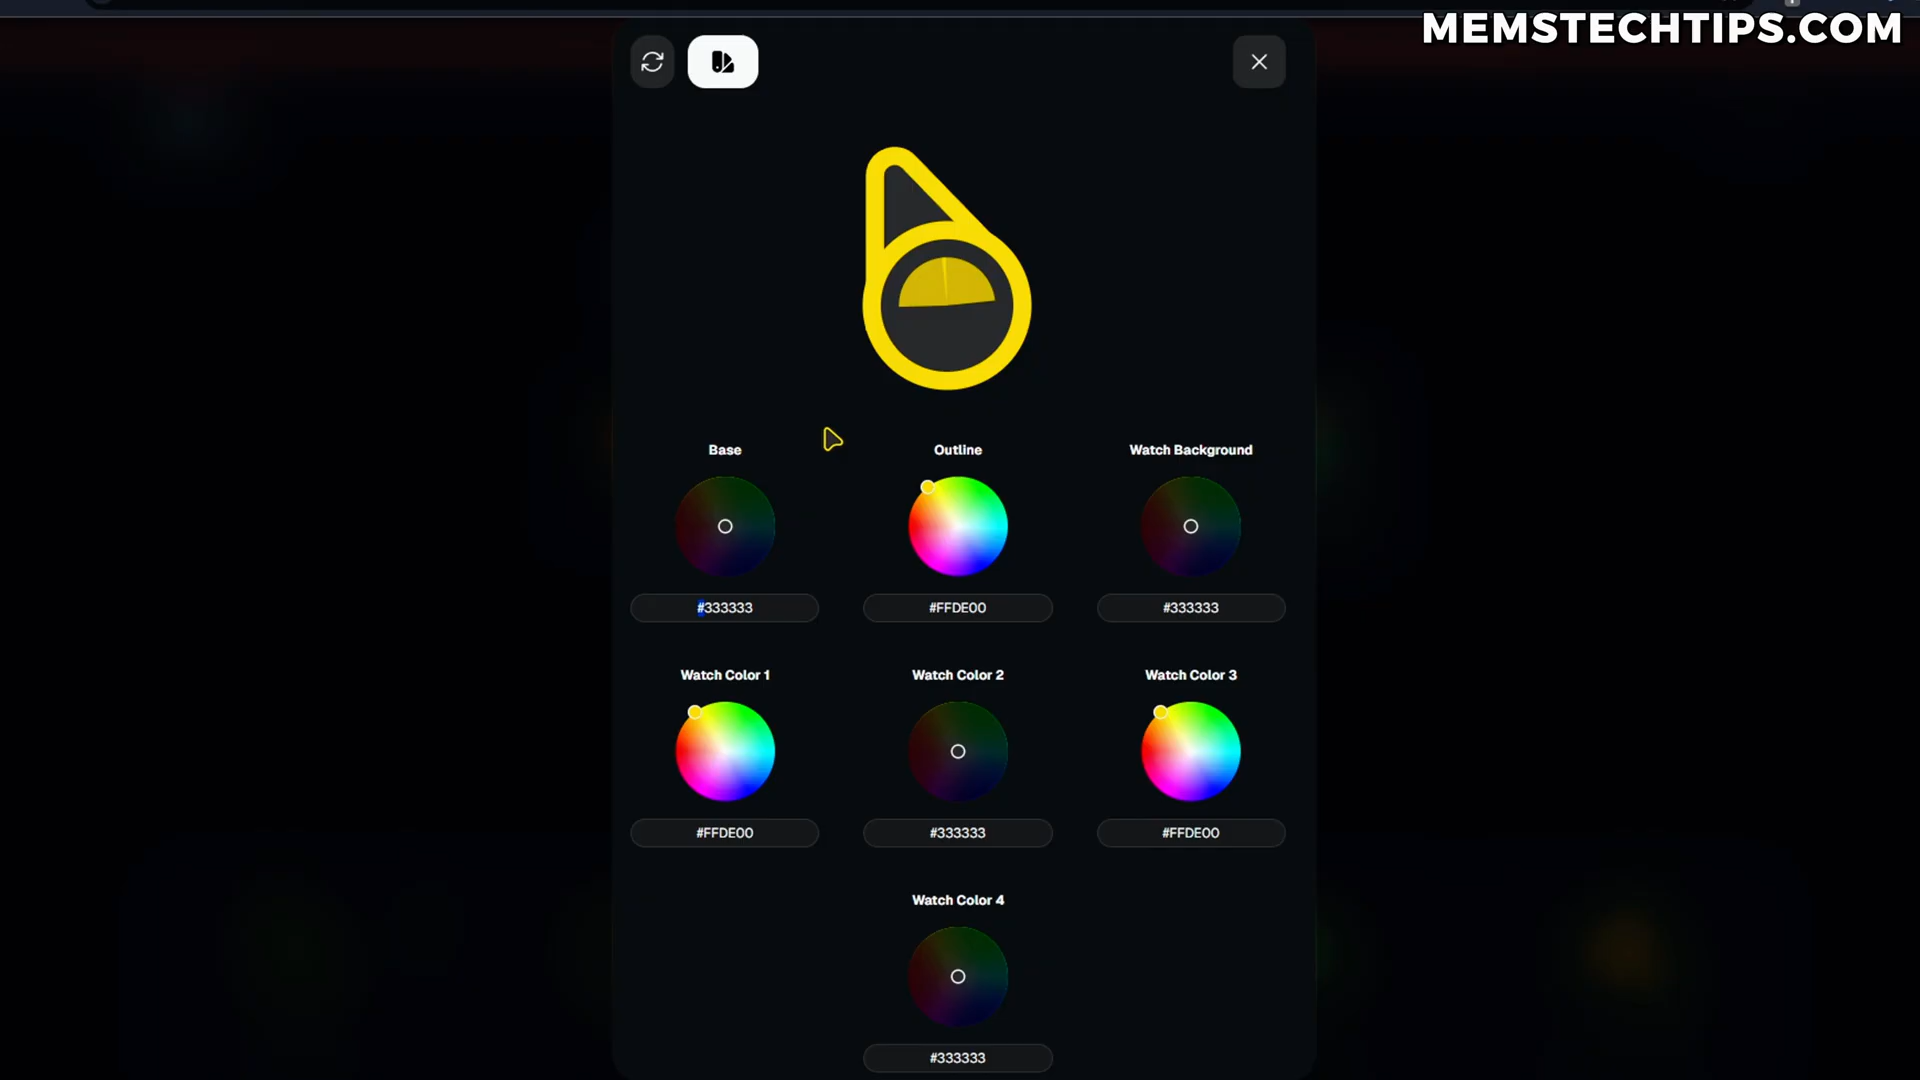 MEMSTECHTIPS.COM
Base
Outline
Watch Background
#333333
#FFDE00
#333333
Watch Color 1
Watch Color 2
Watch Color 3
#FFDE00
#333333
#FFDE00
Watch Color 4
#333333